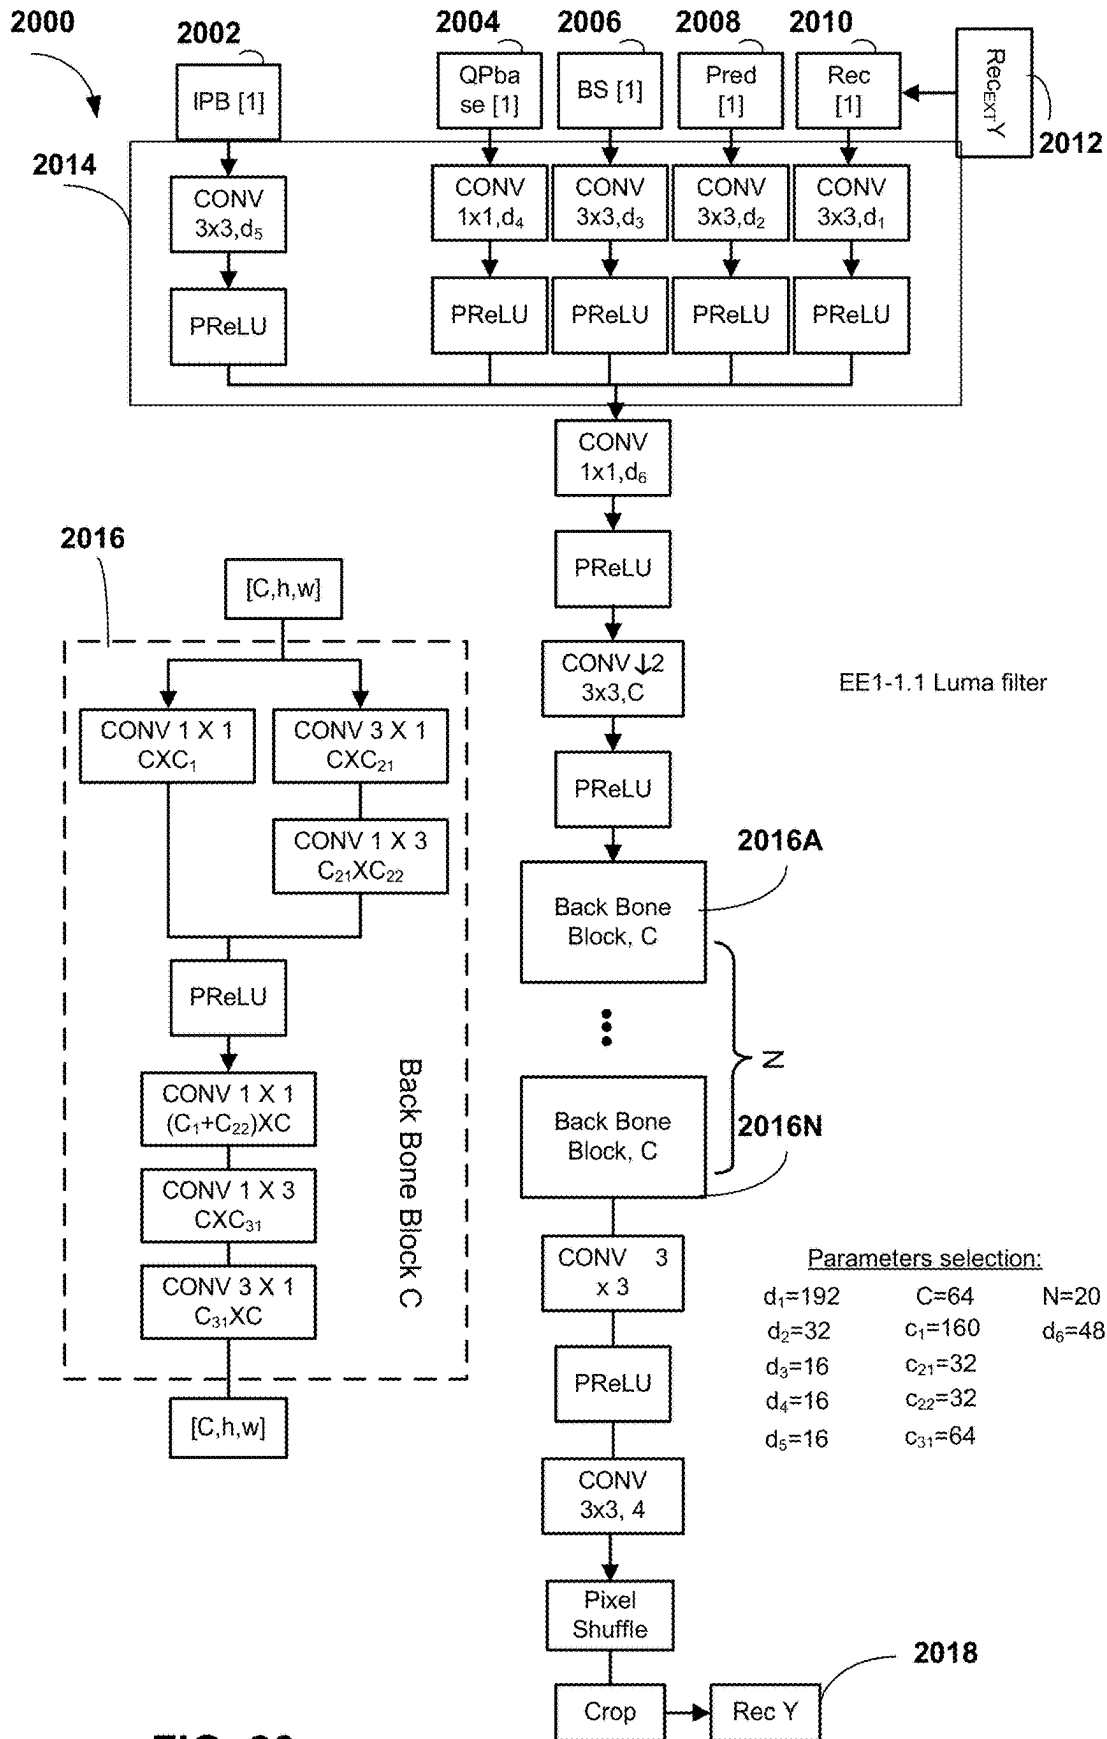 2000
2002
2004
2006
2008
2010
IPB [1]
QPba
se [1]
BS [1]
Pred
[1]
Rec
[1]
Rec_EXT Y
2012
2014
CONV
3x3,d₅
CONV
1x1,d₄
CONV
3x3,d₃
CONV
3x3,d₂
CONV
3x3,d₁
PReLU
PReLU
PReLU
PReLU
PReLU
CONV
1x1,d₆
PReLU
CONV ↓2
3x3,C
PReLU
EE1-1.1 Luma filter
2016
[C,h,w]
CONV 1 X 1
CXC₁
CONV 3 X 1
CXC₂₁
CONV 1 X 3
C₂₁XC₂₂
PReLU
CONV 1 X 1
(C₁+C₂₂)XC
CONV 1 X 3
CXC₃₁
CONV 3 X 1
C₃₁XC
Back Bone Block C
[C,h,w]
2016A
Back Bone
Block, C
N
Back Bone
Block, C
2016N
CONV 3
x 3
PReLU
CONV
3x3, 4
Pixel
Shuffle
Crop
Rec Y
2018
Parameters selection:
d₁=192 C=64 N=20
d₂=32 c₁=160 d₆=48
d₃=16 c₂₁=32
d₄=16 c₂₂=32
d₅=16 c₃₁=64